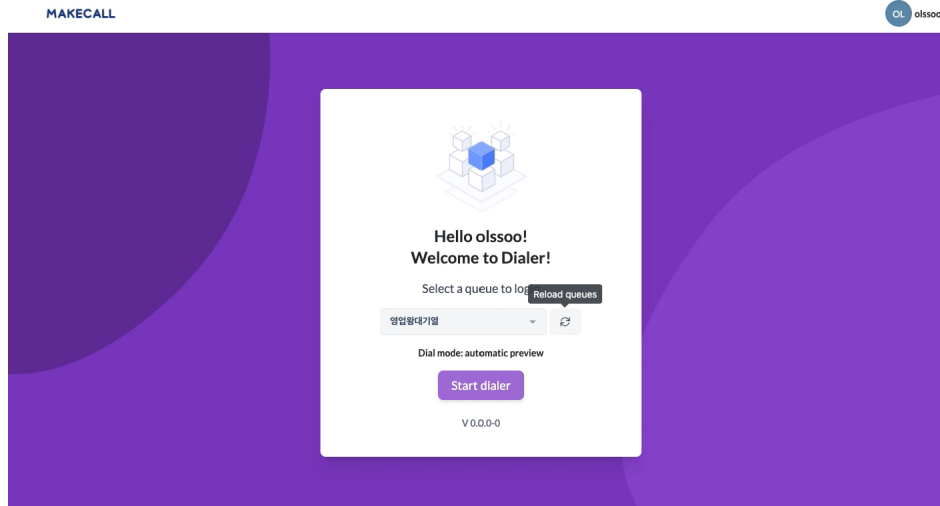 MAKECALL
OL olssoo
Hello olssoo!
Welcome to Dialer!
Select a queue to log
Reload queues
영업왕대기열
Dial mode: automatic preview
Start dialer
V 0.0.0-0